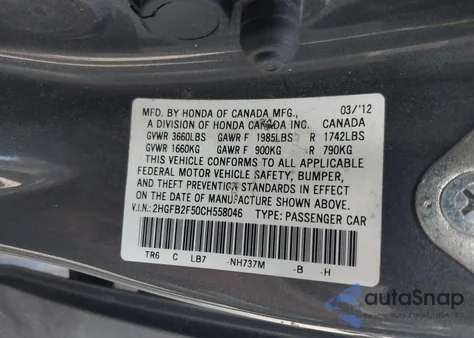 MFD. BY HONDA OF CANADA MFG., 03/'12
A DIVISION OF HONDA CANADA INC. CANADA
GVWR 3660LBS GAWR F 1985LBS R 1742LBS
GVWR 1660KG GAWR F 900KG R 790KG
THIS VEHICLE CONFORMS TO ALL APPLICABLE
FEDERAL MOTOR VEHICLE SAFETY, BUMPER,
AND THEFT PREVENTION STANDARDS IN EFFECT
ON THE DATE OF MANUFACTURE SHOWN ABOVE.
V.I.N.: 2HGFB2F50CH558046 TYPE: PASSENGER CAR
TR6 C LB7 -NH737M -B -H
autoSnap